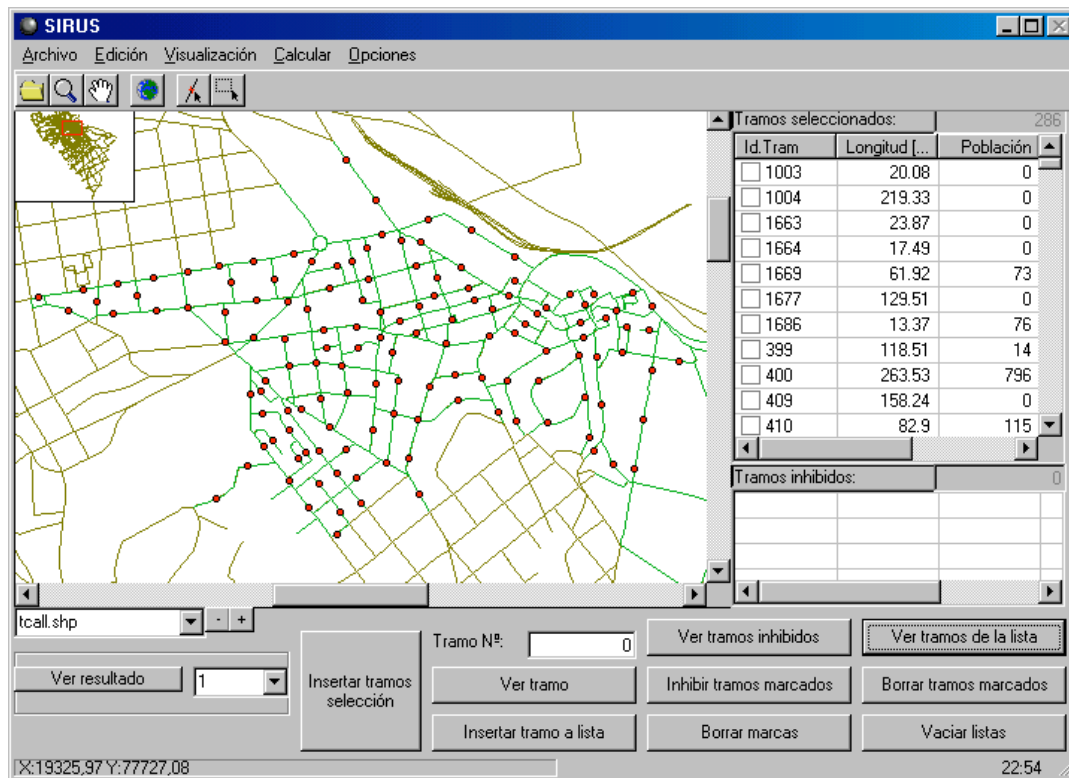 SIRUS
Archivo Edición Visualización Calcular Opciones
Tramos seleccionados: 286
Id.Tram Longitud [... Población
1003 20.08 0
1004 219.33 0
1663 23.87 0
1664 17.49 0
1669 61.92 73
1677 129.51 0
1686 13.37 76
399 118.51 14
400 263.53 796
409 158.24 0
410 82.9 115
Tramos inhibidos: 0
tcall.shp - +
Ver resultado 1
Insertar tramos selección
Tramo Nª: 0
Ver tramo
Insertar tramo a lista
Ver tramos inhibidos
Inhibir tramos marcados
Borrar marcas
Ver tramos de la lista
Borrar tramos marcados
Vaciar listas
X:19325,97 Y:77727,08 22:54